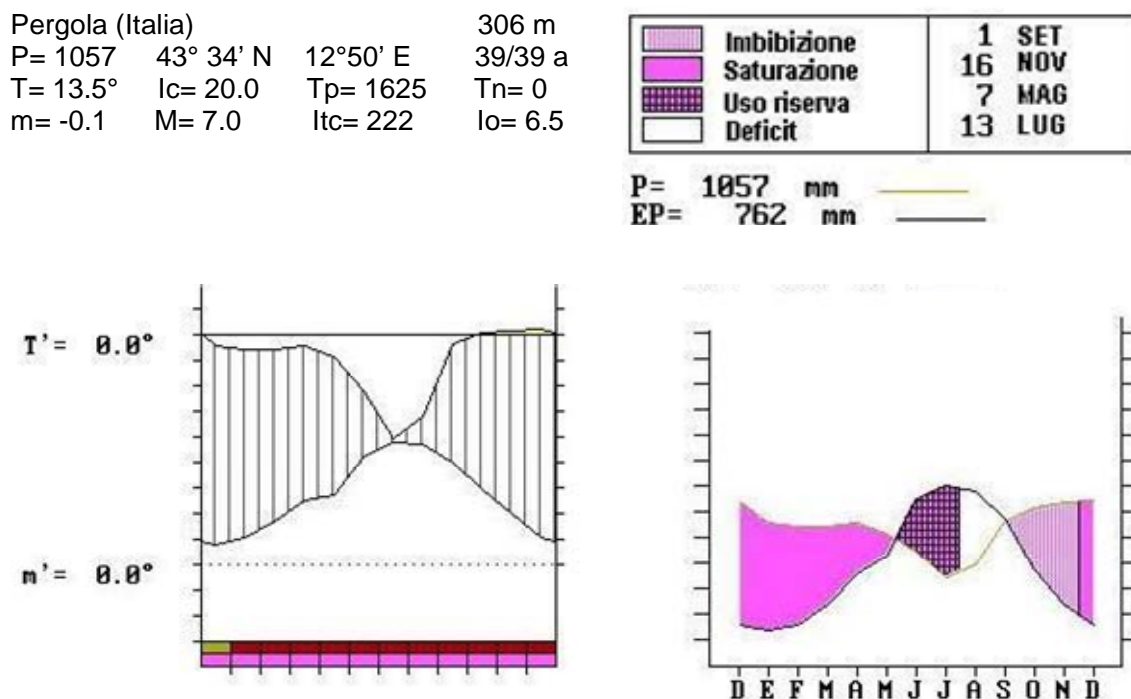 Pergola (Italia) 306 m
P= 1057 43° 34’ N 12°50’ E 39/39 a
T= 13.5° Ic= 20.0 Tp= 1625 Tn= 0
m= -0.1 M= 7.0 Itc= 222 Io= 6.5
Imbibizione 1 SET
Saturazione 16 NOV
Uso riserva 7 MAG
Deficit 13 LUG
P= 1057 mm
EP= 762 mm
T'= 0.0°
m'= 0.0°
D E F M A M J J A S O N D